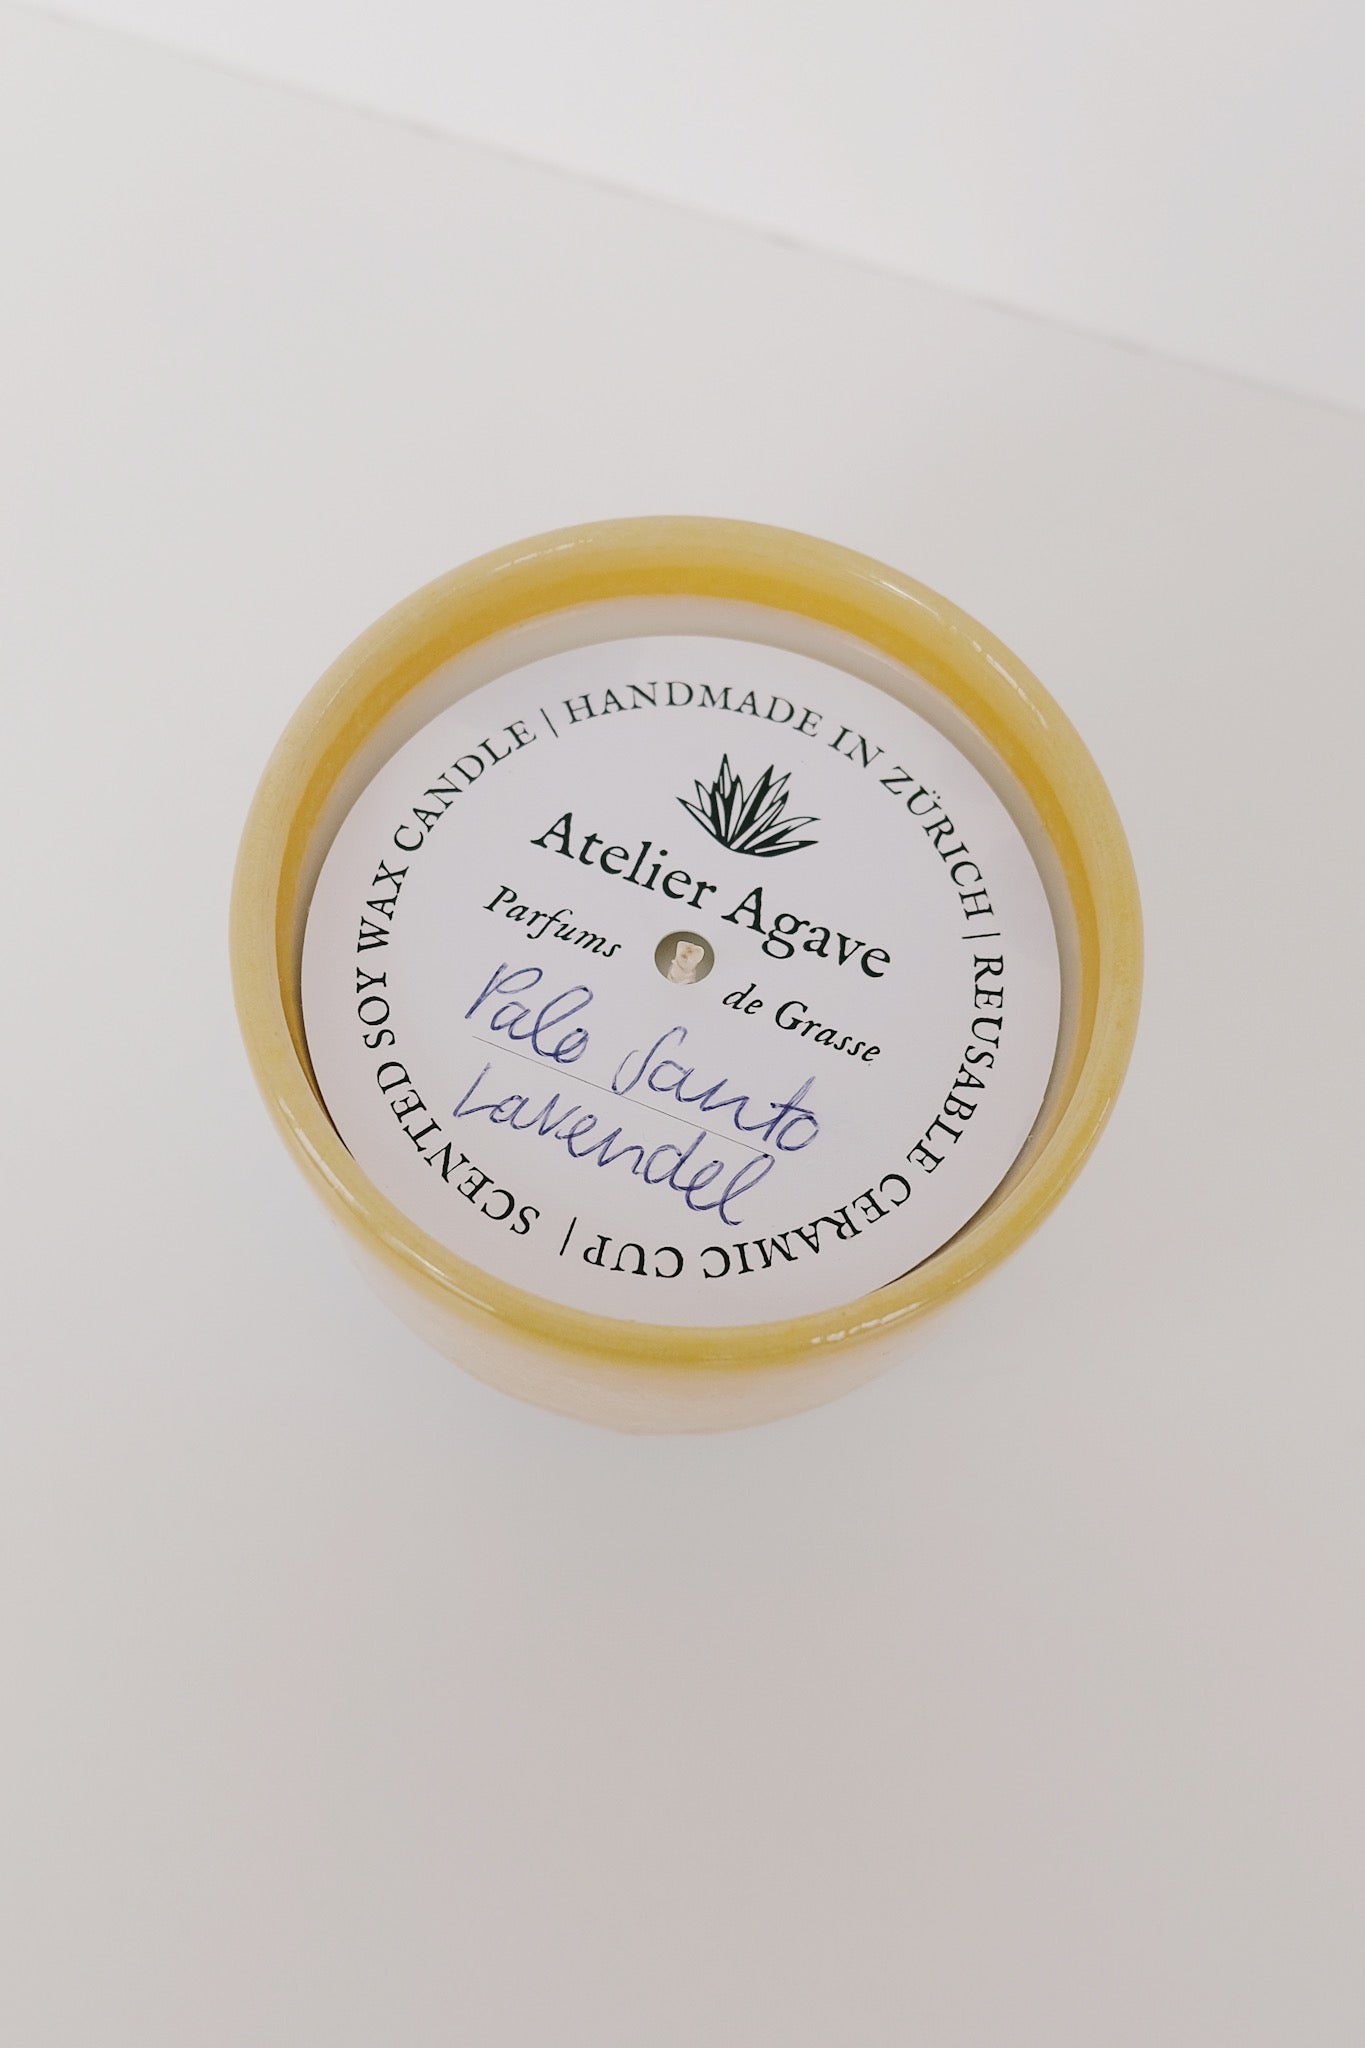 HANDMADE IN ZÜRICH | REUSABLE CERAMIC CUP | SCENTED SOY WAX CANDLE |
Atelier Agave
Parfums de Grasse
Palo Santo
Lavendel